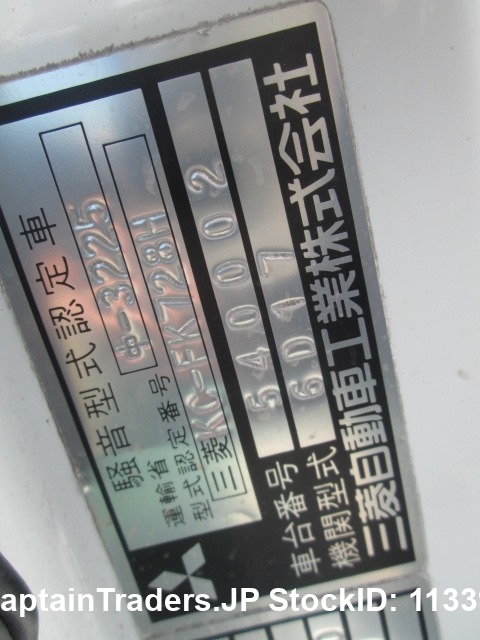 騒音型式認定車
中-3225
運輸省
型式認定番号
三菱 KC-FK728H
車台番号 540002
機関型式 6D17
三菱自動車工業株式会社
aptainTraders.JP StockID: 1133